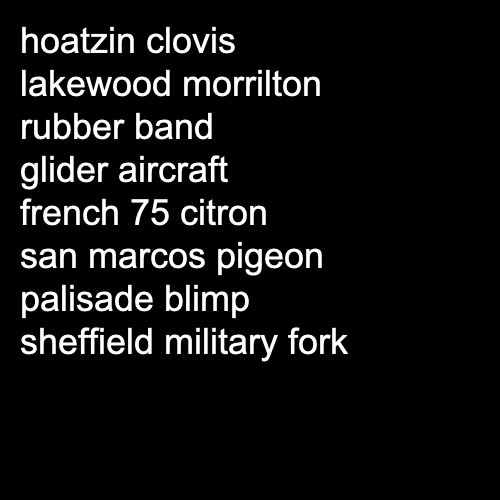 hoatzin clovis
lakewood morrilton
rubber band
glider aircraft
french 75 citron
san marcos pigeon
palisade blimp
sheffield military fork